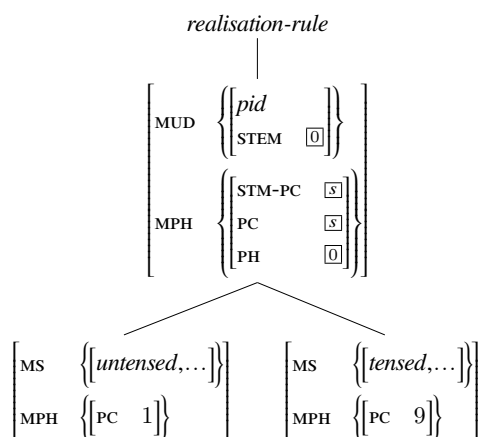 realisation-rule
MUD {[pid
STEM 0]}
MPH {[STM-PC s
PC s
PH 0]}
MS {[untensed,…]} MS {[tensed,…]}
MPH {[PC 1]} MPH {[PC 9]}